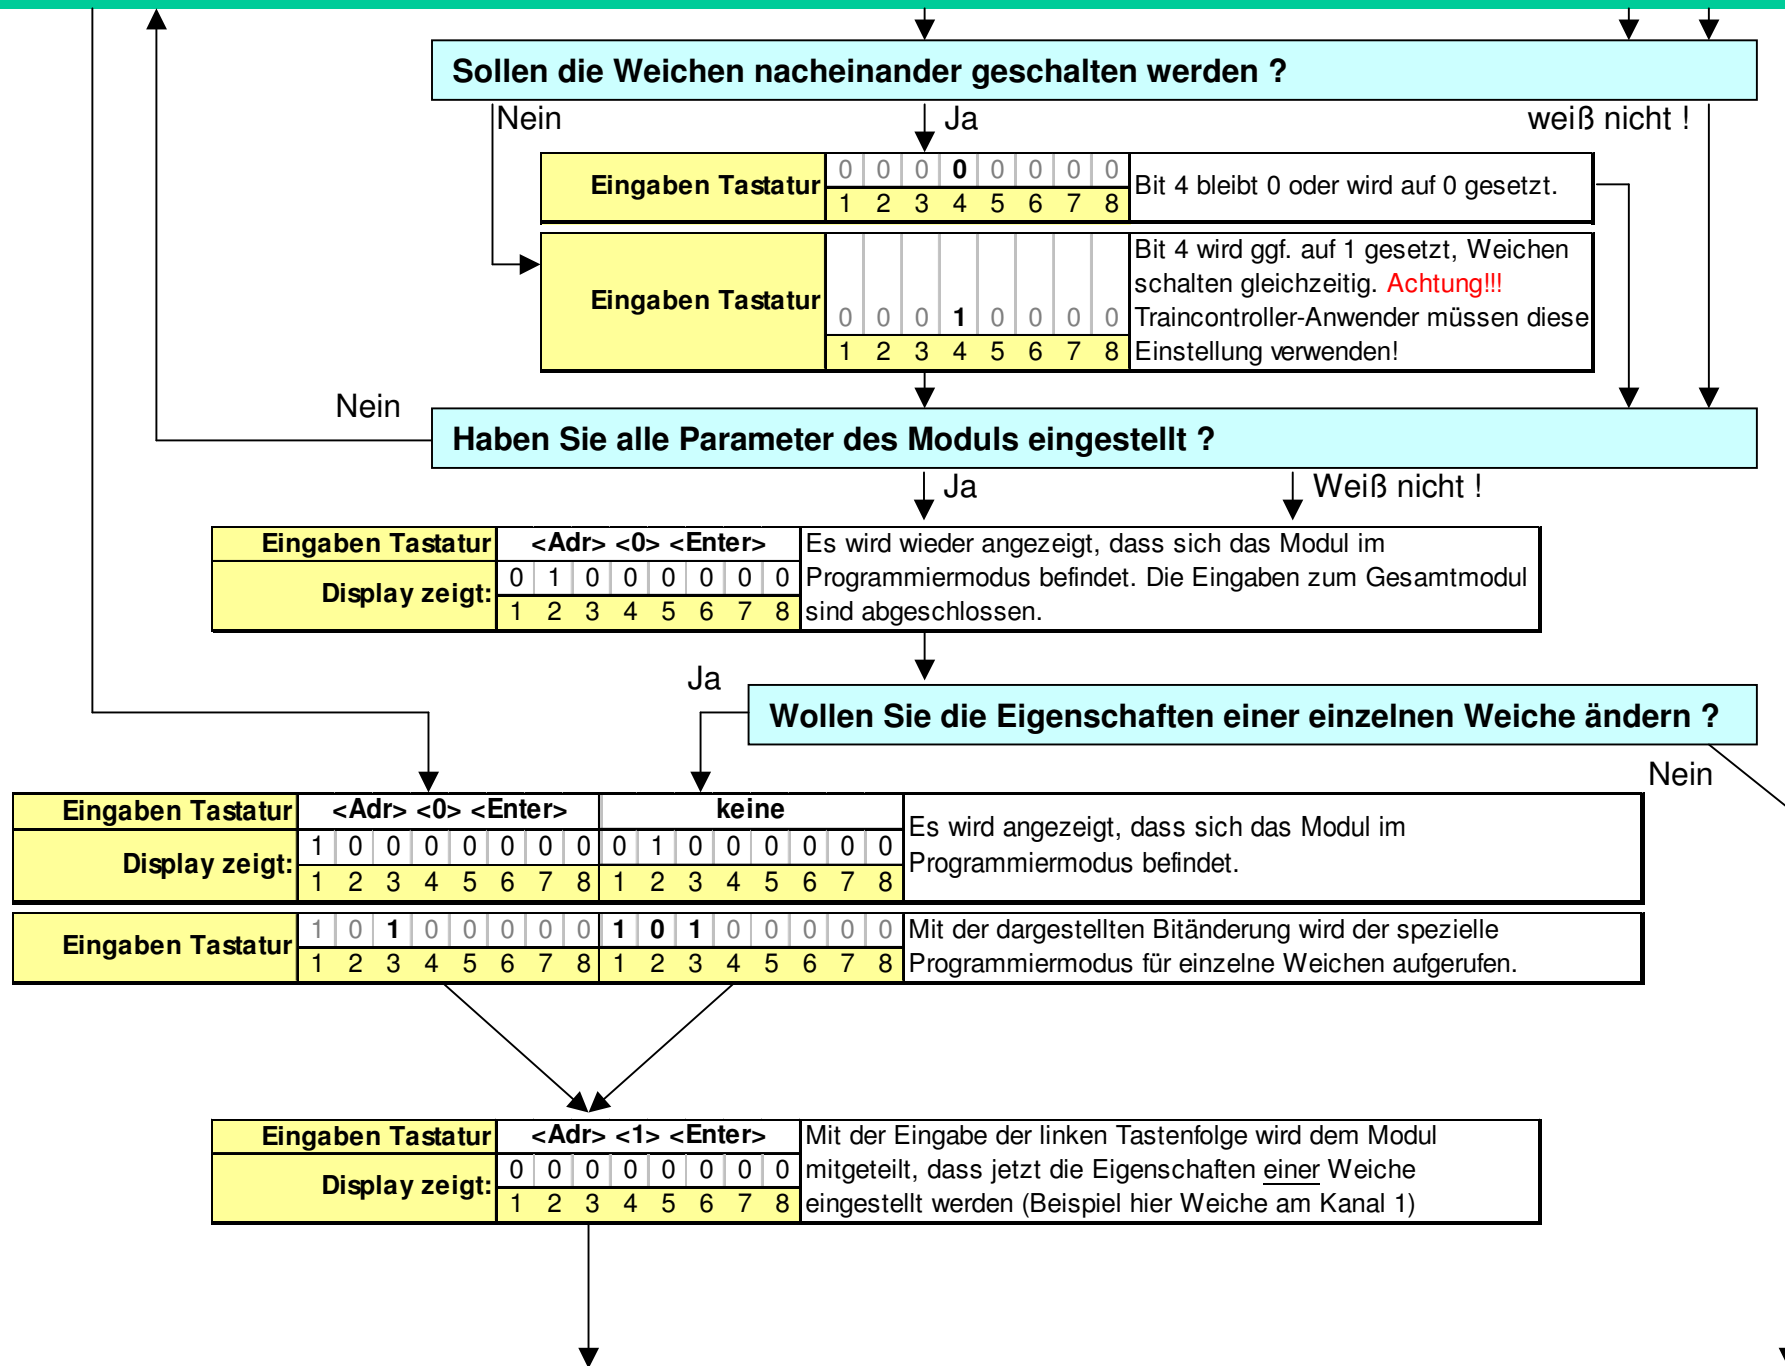 Sollen die Weichen nacheinander geschalten werden ?
Nein
Ja
weiß nicht !
Eingaben Tastatur
0 0 0 0 0 0 0 0
1 2 3 4 5 6 7 8
Bit 4 bleibt 0 oder wird auf 0 gesetzt.
Eingaben Tastatur
0 0 0 1 0 0 0 0
1 2 3 4 5 6 7 8
Bit 4 wird ggf. auf 1 gesetzt, Weichen
schalten gleichzeitig. Achtung!!!
Traincontroller-Anwender müssen diese
Einstellung verwenden!
Nein
Haben Sie alle Parameter des Moduls eingestellt ?
Ja
Weiß nicht !
Eingaben Tastatur
<Adr> <0> <Enter>
Display zeigt:
0 1 0 0 0 0 0 0
1 2 3 4 5 6 7 8
Es wird wieder angezeigt, dass sich das Modul im
Programmiermodus befindet. Die Eingaben zum Gesamtmodul
sind abgeschlossen.
Ja
Wollen Sie die Eigenschaften einer einzelnen Weiche ändern ?
Nein
Eingaben Tastatur
<Adr> <0> <Enter>
keine
Display zeigt:
1 0 0 0 0 0 0 0 0 1 0 0 0 0 0 0
1 2 3 4 5 6 7 8 1 2 3 4 5 6 7 8
Es wird angezeigt, dass sich das Modul im
Programmiermodus befindet.
Eingaben Tastatur
1 0 1 0 0 0 0 0 1 0 1 0 0 0 0 0
1 2 3 4 5 6 7 8 1 2 3 4 5 6 7 8
Mit der dargestellten Bitänderung wird der spezielle
Programmiermodus für einzelne Weichen aufgerufen.
Eingaben Tastatur
<Adr> <1> <Enter>
Display zeigt:
0 0 0 0 0 0 0 0
1 2 3 4 5 6 7 8
Mit der Eingabe der linken Tastenfolge wird dem Modul
mitgeteilt, dass jetzt die Eigenschaften einer Weiche
eingestellt werden (Beispiel hier Weiche am Kanal 1)